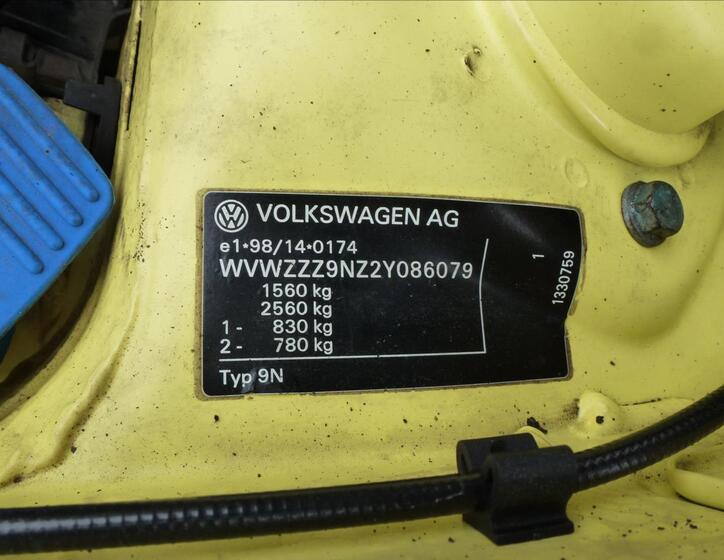 VOLKSWAGEN AG
e1*98/14*0174
WVWZZZ9NZ2Y086079
1560 kg
2560 kg
1- 830 kg
2- 780 kg
Typ 9N
1
1330759